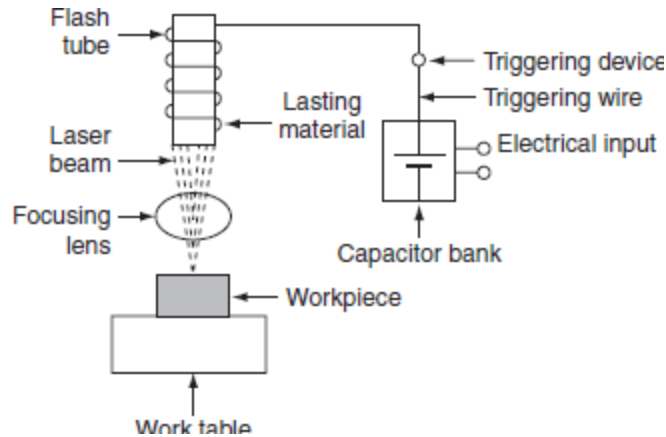 Flash
tube
Triggering device
Triggering wire
Lasting
material
Laser
beam
Electrical input
Focusing
lens
Capacitor bank
Workpiece
Work table